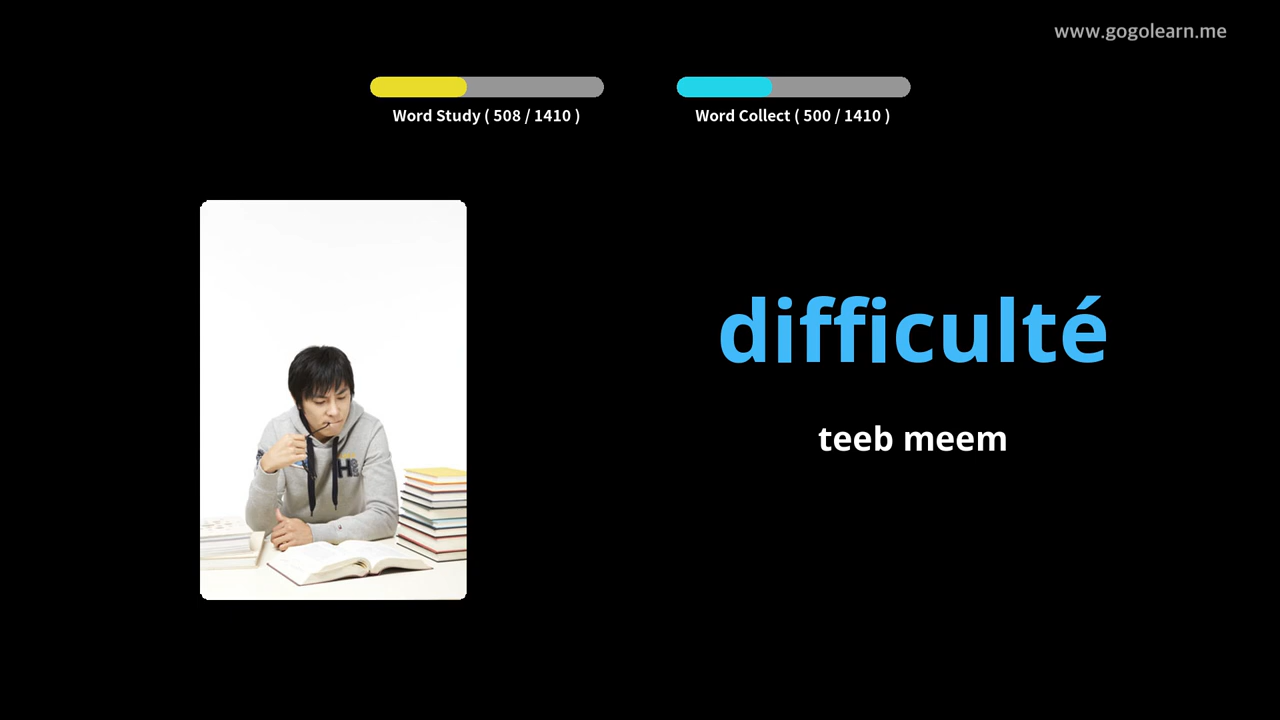 www.gogolearn.me
Word Study ( 508 / 1410 )
Word Collect ( 500 / 1410 )
difficulté
teeb meem
H